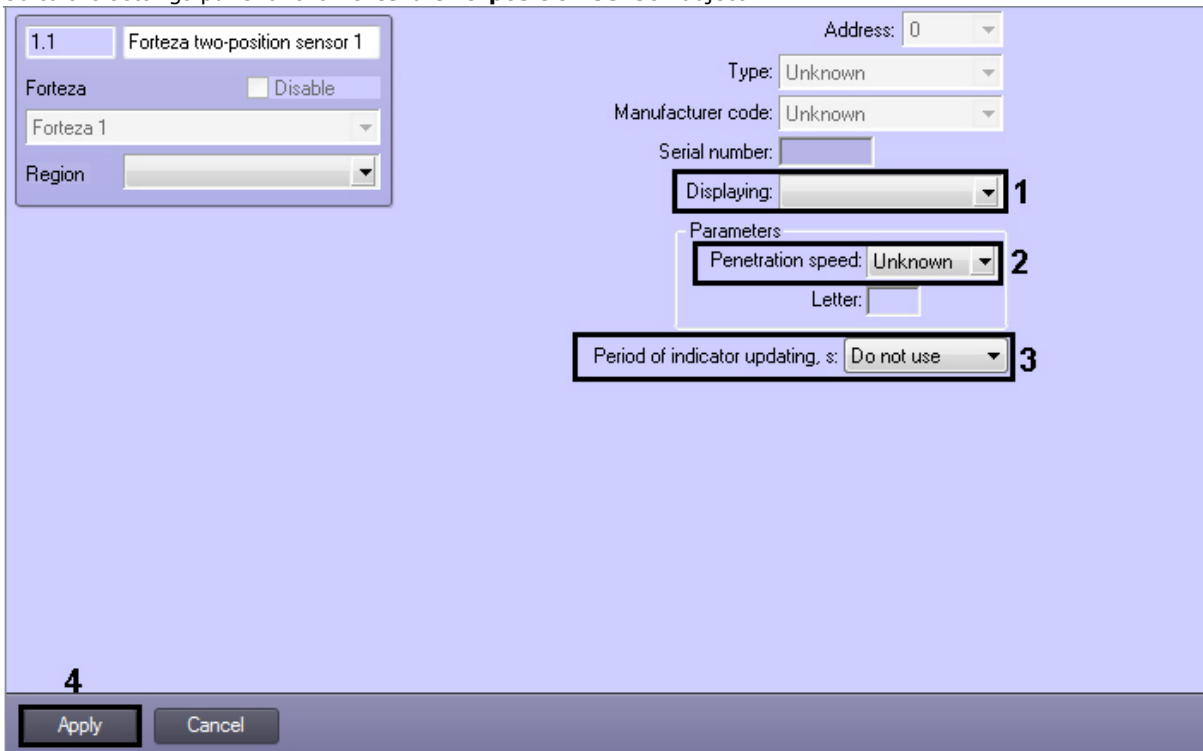 1.1 Forteza two-position sensor 1
Forteza Disable
Forteza 1
Region
Address: 0
Type: Unknown
Manufacturer code: Unknown
Serial number:
Displaying: 1
Parameters
Penetration speed: Unknown 2
Letter:
Period of indicator updating, s: Do not use 3
4
Apply Cancel